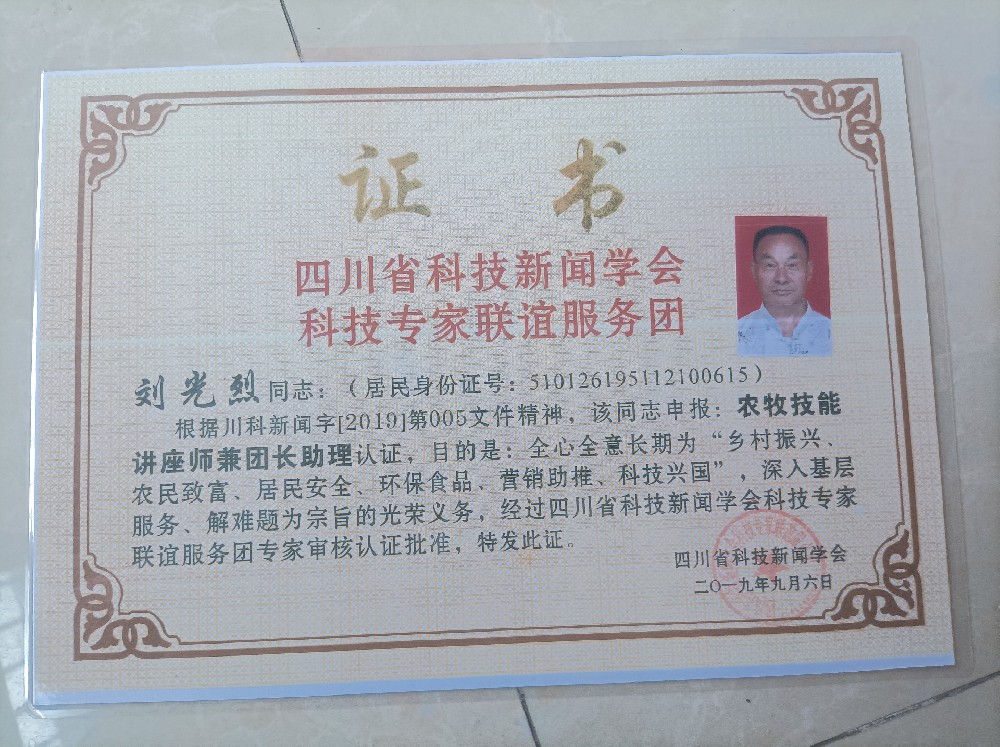 证 书
四川省科技新闻学会
科技专家联谊服务团
刘光烈同志：（居民身份证号：510126195112100615）
根据川科新闻字[2019]第005文件精神，该同志申报：农牧技能
讲座师兼团长助理认证，目的是：全心全意长期为“乡村振兴、
农民致富、居民安全、环保食品、营销助推、科技兴国”，深入基层
服务、解难题为宗旨的光荣义务，经过四川省科技新闻学会科技专家
联谊服务团专家审核认证批准，特发此证。
四川省科技新闻学会
二〇一九年九月六日